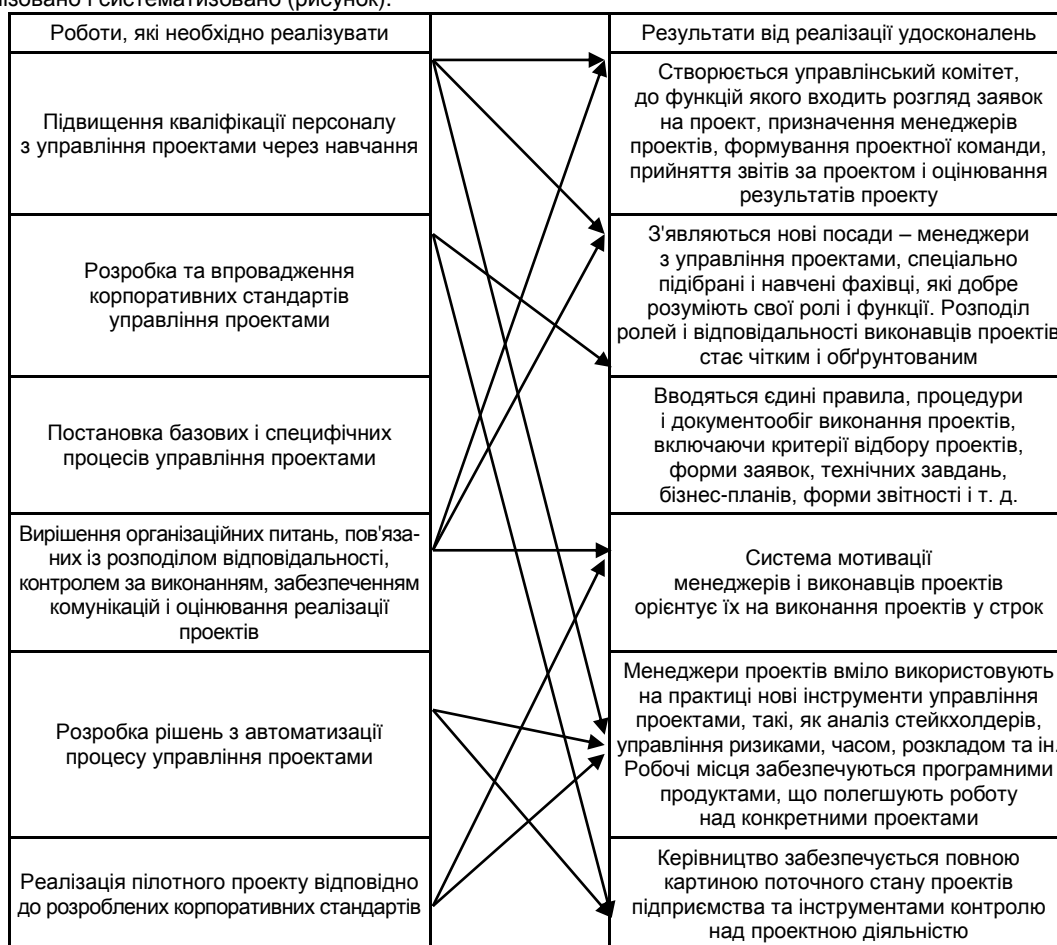 ізовано і систематизовано (рисунок).
Роботи, які необхідно реалізувати
Результати від реалізації удосконалень
Підвищення кваліфікації персоналу
з управління проектами через навчання
Створюється управлінський комітет,
до функцій якого входить розгляд заявок
на проект, призначення менеджерів
проектів, формування проектної команди,
прийняття звітів за проектом і оцінювання
результатів проекту
Розробка та впровадження
корпоративних стандартів
управління проектами
З'являються нові посади – менеджери
з управління проектами, спеціально
підібрані і навчені фахівці, які добре
розуміють свої ролі і функції. Розподіл
ролей і відповідальності виконавців проектів
стає чітким і обґрунтованим
Постановка базових і специфічних
процесів управління проектами
Вводяться єдині правила, процедури
і документообіг виконання проектів,
включаючи критерії відбору проектів,
форми заявок, технічних завдань,
бізнес-планів, форми звітності і т. д.
Вирішення організаційних питань, пов'яза-
них із розподілом відповідальності,
контролем за виконанням, забезпеченням
комунікацій і оцінювання реалізації
проектів
Система мотивації
менеджерів і виконавців проектів
орієнтує їх на виконання проектів у строк
Розробка рішень з автоматизації
процесу управління проектами
Менеджери проектів вміло використовують
на практиці нові інструменти управління
проектами, такі, як аналіз стейкхолдерів,
управління ризиками, часом, розкладом та ін.
Робочі місця забезпечуються програмними
продуктами, що полегшують роботу
над конкретними проектами
Реалізація пілотного проекту відповідно
до розроблених корпоративних стандартів
Керівництво забезпечується повною
картиною поточного стану проектів
підприємства та інструментами контролю
над проектною діяльністю